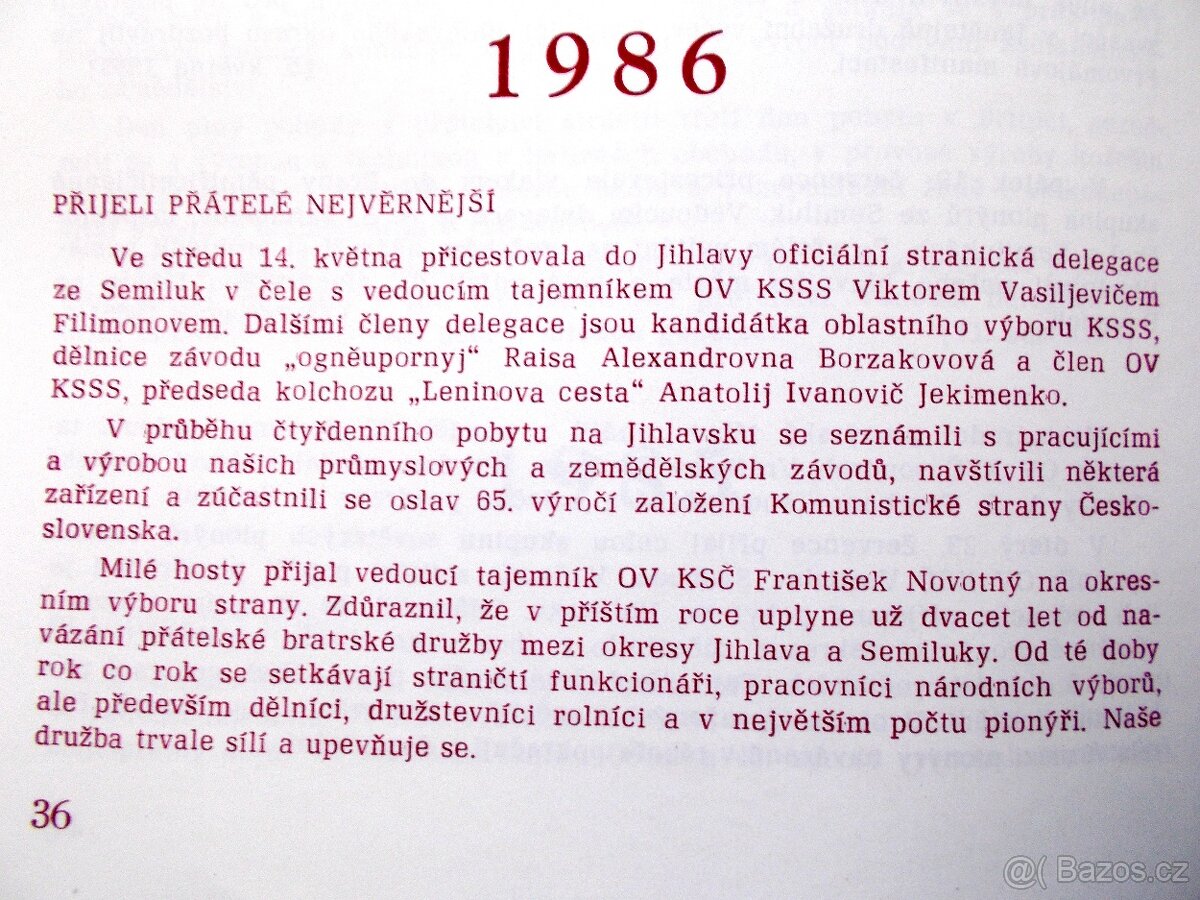 1986
PŘIJELI PŘÁTELÉ NEJVĚRNĚJŠÍ
Ve středu 14. května přicestovala do Jihlavy oficiální stranická delegace
ze Semiluk v čele s vedoucím tajemníkem OV KSSS Viktorem Vasiljevičem
Filimonovem. Dalšími členy delegace jsou kandidátka oblastního výboru KSSS,
dělnice závodu „ogněupornyj“ Raisa Alexandrovna Borzakovová a člen OV
KSSS, předseda kolchozu „Leninova cesta“ Anatolij Ivanovič Jekimenko.
V průběhu čtyřdenního pobytu na Jihlavsku se seznámili s pracujícími
a výrobou našich průmyslových a zemědělských závodů, navštívili některá
zařízení a zúčastnili se oslav 65. výročí založení Komunistické strany Česko-
slovenska.
Milé hosty přijal vedoucí tajemník OV KSČ František Novotný na okres-
ním výboru strany. Zdůraznil, že v příštím roce uplyne už dvacet let od na-
vázání přátelské bratrské družby mezi okresy Jihlava a Semiluky. Od té doby
rok co rok se setkávají straničtí funkcionáři, pracovníci národních výborů,
ale především dělníci, družstevníci rolníci a v největším počtu pionýři. Naše
družba trvale sílí a upevňuje se.
36
@( Bazos.cz